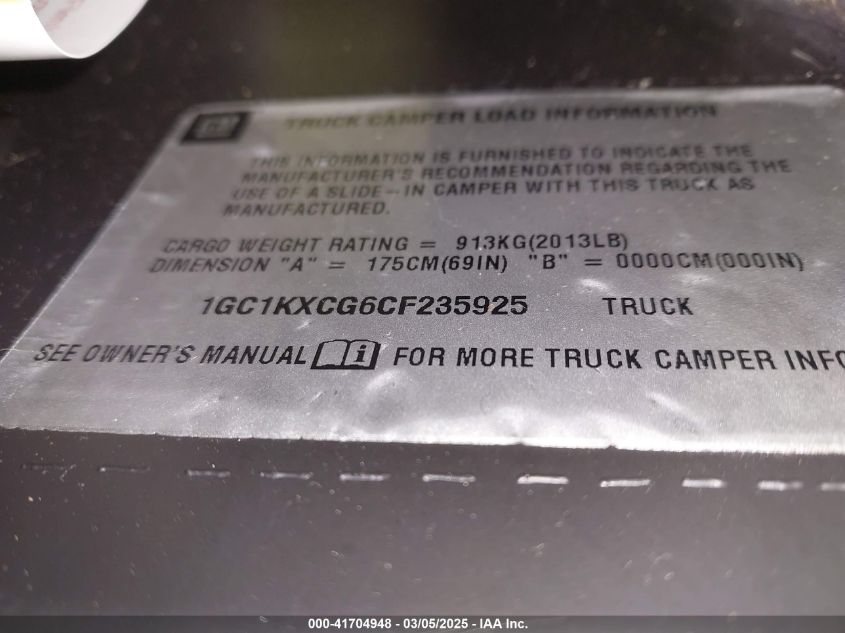 GM
TRUCK CAMPER LOAD INFORMATION
THIS INFORMATION IS FURNISHED TO INDICATE THE
MANUFACTURER'S RECOMMENDATION REGARDING THE
USE OF A SLIDE-IN CAMPER WITH THIS TRUCK AS
MANUFACTURED.
CARGO WEIGHT RATING = 913KG(2013LB)
DIMENSION "A" = 175CM(69IN) "B" = 0000CM(000IN)
1GC1KXCG6CF235925 TRUCK
SEE OWNER'S MANUAL i FOR MORE TRUCK CAMPER INFO
000-41704948 - 03/05/2025 - IAA Inc.